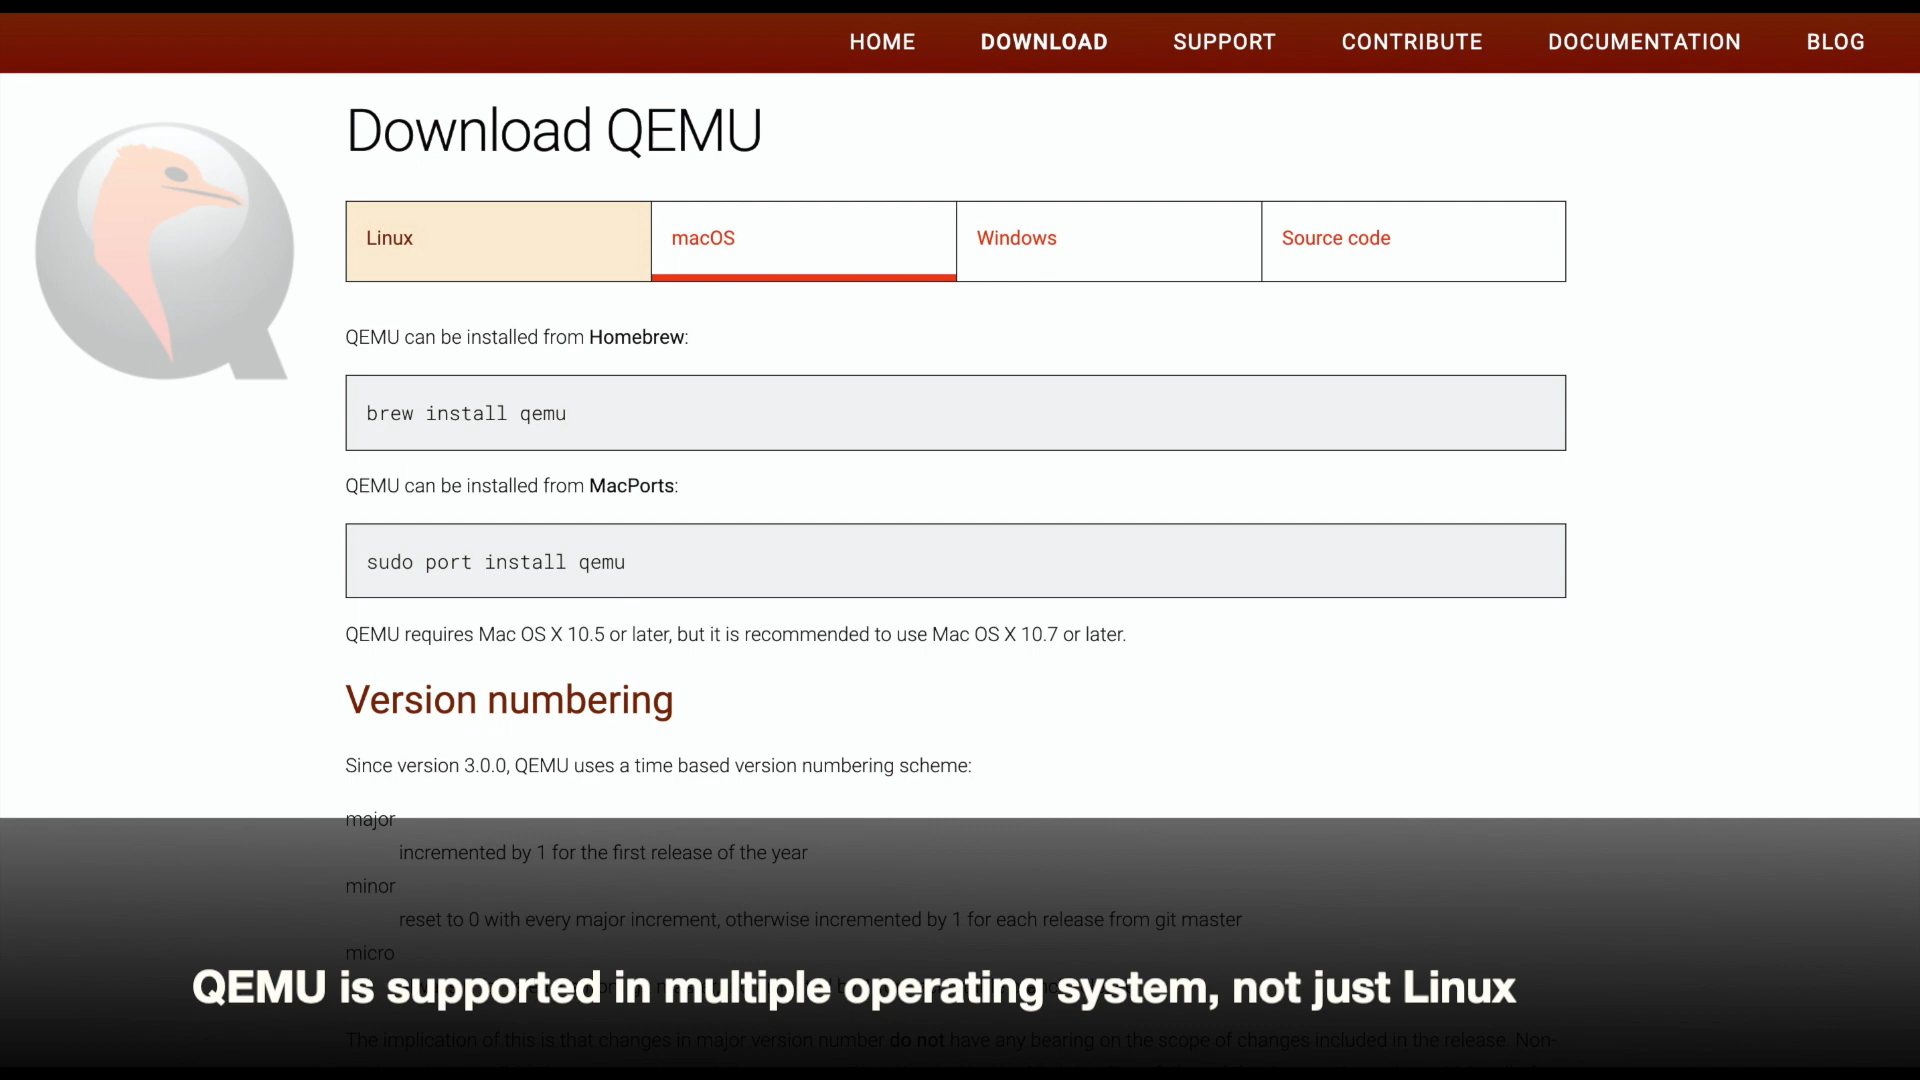 HOME DOWNLOAD SUPPORT CONTRIBUTE DOCUMENTATION BLOG
Download QEMU
Linux macOS Windows Source code
QEMU can be installed from Homebrew:
brew install qemu
QEMU can be installed from MacPorts:
sudo port install qemu
QEMU requires Mac OS X 10.5 or later, but it is recommended to use Mac OS X 10.7 or later.
Version numbering
Since version 3.0.0, QEMU uses a time based version numbering scheme:
major
incremented by 1 for the first release of the year
minor
reset to 0 with every major increment, otherwise incremented by 1 for each release from git master
micro
QEMU is supported in multiple operating system, not just Linux
The implication of this is that changes in major version number do not have any bearing on the scope of changes included in the release. Non-